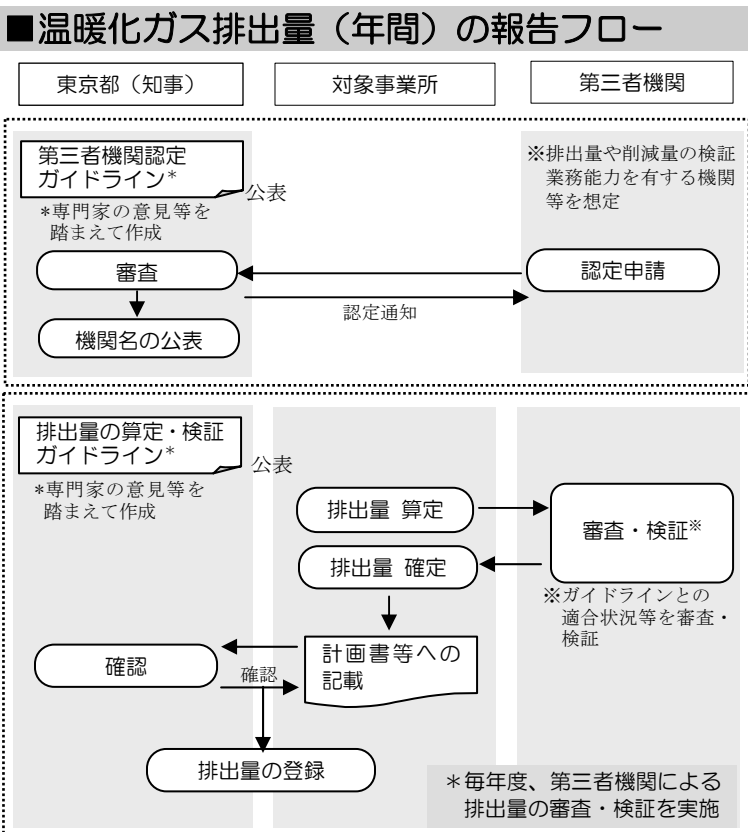 ■温暖化ガス排出量（年間）の報告フロー
東京都（知事）
対象事業所
第三者機関
第三者機関認定
ガイドライン*
公表
*専門家の意見等を
踏まえて作成
※排出量や削減量の検証
業務能力を有する機関
等を想定
審査
認定申請
認定通知
機関名の公表
排出量の算定・検証
ガイドライン*
公表
*専門家の意見等を
踏まえて作成
排出量 算定
審査・検証※
排出量 確定
※ガイドラインとの
適合状況等を審査・
検証
確認
確認
計画書等への
記載
排出量の登録
＊毎年度、第三者機関による
排出量の審査・検証を実施